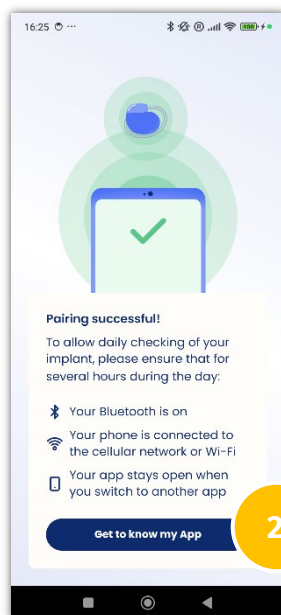 16:25
Pairing successful!
To allow daily checking of your
implant, please ensure that for
several hours during the day:
Your Bluetooth is on
Your phone is connected to
the cellular network or Wi-Fi
Your app stays open when
you switch to another app
Get to know my App
2